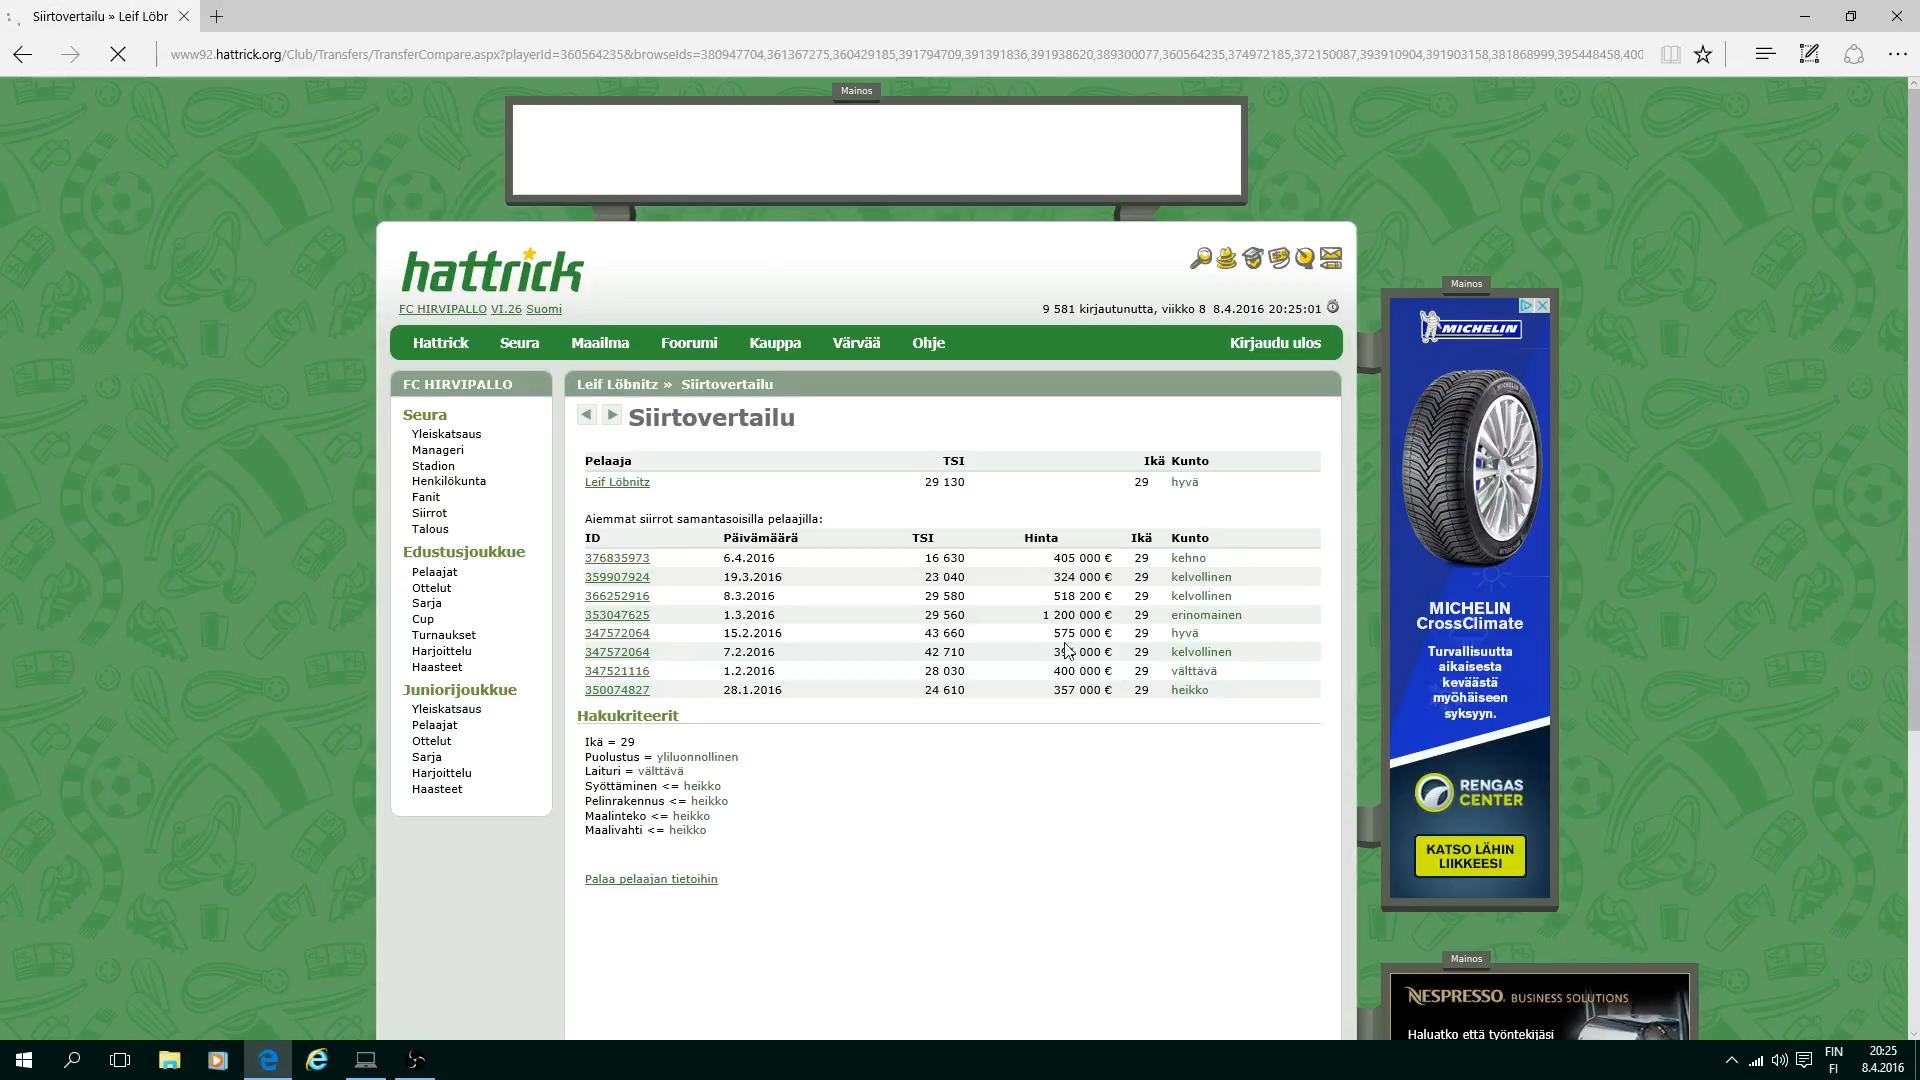 Siirtovertailu » Leif Löbr
www92.hattrick.org/Club/Transfers/TransferCompare.aspx?playerId=360564235&browseIds=380947704,361367275,360429185,391794709,391391836,391938620,389300077,360564235,374972185,372150087,393910904,391903158,381868999,395448458,400
Mainos
hattrick
FC HIRVIPALLO VI.26 Suomi
9 581 kirjautunutta, viikko 8 8.4.2016 20:25:01
Hattrick Seura Maailma Foorumi Kauppa Värvää Ohje Kirjaudu ulos
FC HIRVIPALLO
Seura
Yleiskatsaus
Manageri
Stadion
Henkilökunta
Fanit
Siirrot
Talous
Edustusjoukkue
Pelaajat
Ottelut
Sarja
Cup
Turnaukset
Harjoittelu
Haasteet
Juniorijoukkue
Yleiskatsaus
Pelaajat
Ottelut
Sarja
Harjoittelu
Haasteet
Leif Löbnitz » Siirtovertailu
Siirtovertailu
Pelaaja TSI Ikä Kunto
Leif Löbnitz 29 130 29 hyvä
Aiemmat siirrot samantasoisilla pelaajilla:
ID Päivämäärä TSI Hinta Ikä Kunto
376835973 6.4.2016 16 630 405 000 € 29 kehno
359907924 19.3.2016 23 040 324 000 € 29 kelvollinen
366252916 8.3.2016 29 580 518 200 € 29 kelvollinen
353047625 1.3.2016 29 560 1 200 000 € 29 erinomainen
347572064 15.2.2016 43 660 575 000 € 29 hyvä
347572064 7.2.2016 42 710 000 € 29 kelvollinen
347521116 1.2.2016 28 030 400 000 € 29 välttävä
350074827 28.1.2016 24 610 357 000 € 29 heikko
Hakukriteerit
Ikä = 29
Puolustus = yliluonnollinen
Laituri = välttävä
Syöttäminen <= heikko
Pelinrakennus <= heikko
Maalinteko <= heikko
Maalivahti <= heikko
Palaa pelaajan tietoihin
Mainos
MICHELIN
MICHELIN
CrossClimate
Turvallisuutta
aikaisesta
keväästä
myöhäiseen
syksyyn.
RENGAS
CENTER
KATSO LÄHIN
LIIKKEESI
Mainos
NESPRESSO. BUSINESS SOLUTIONS
Haluatko että työntekijäsi
FIN
FI
20:25
8.4.2016